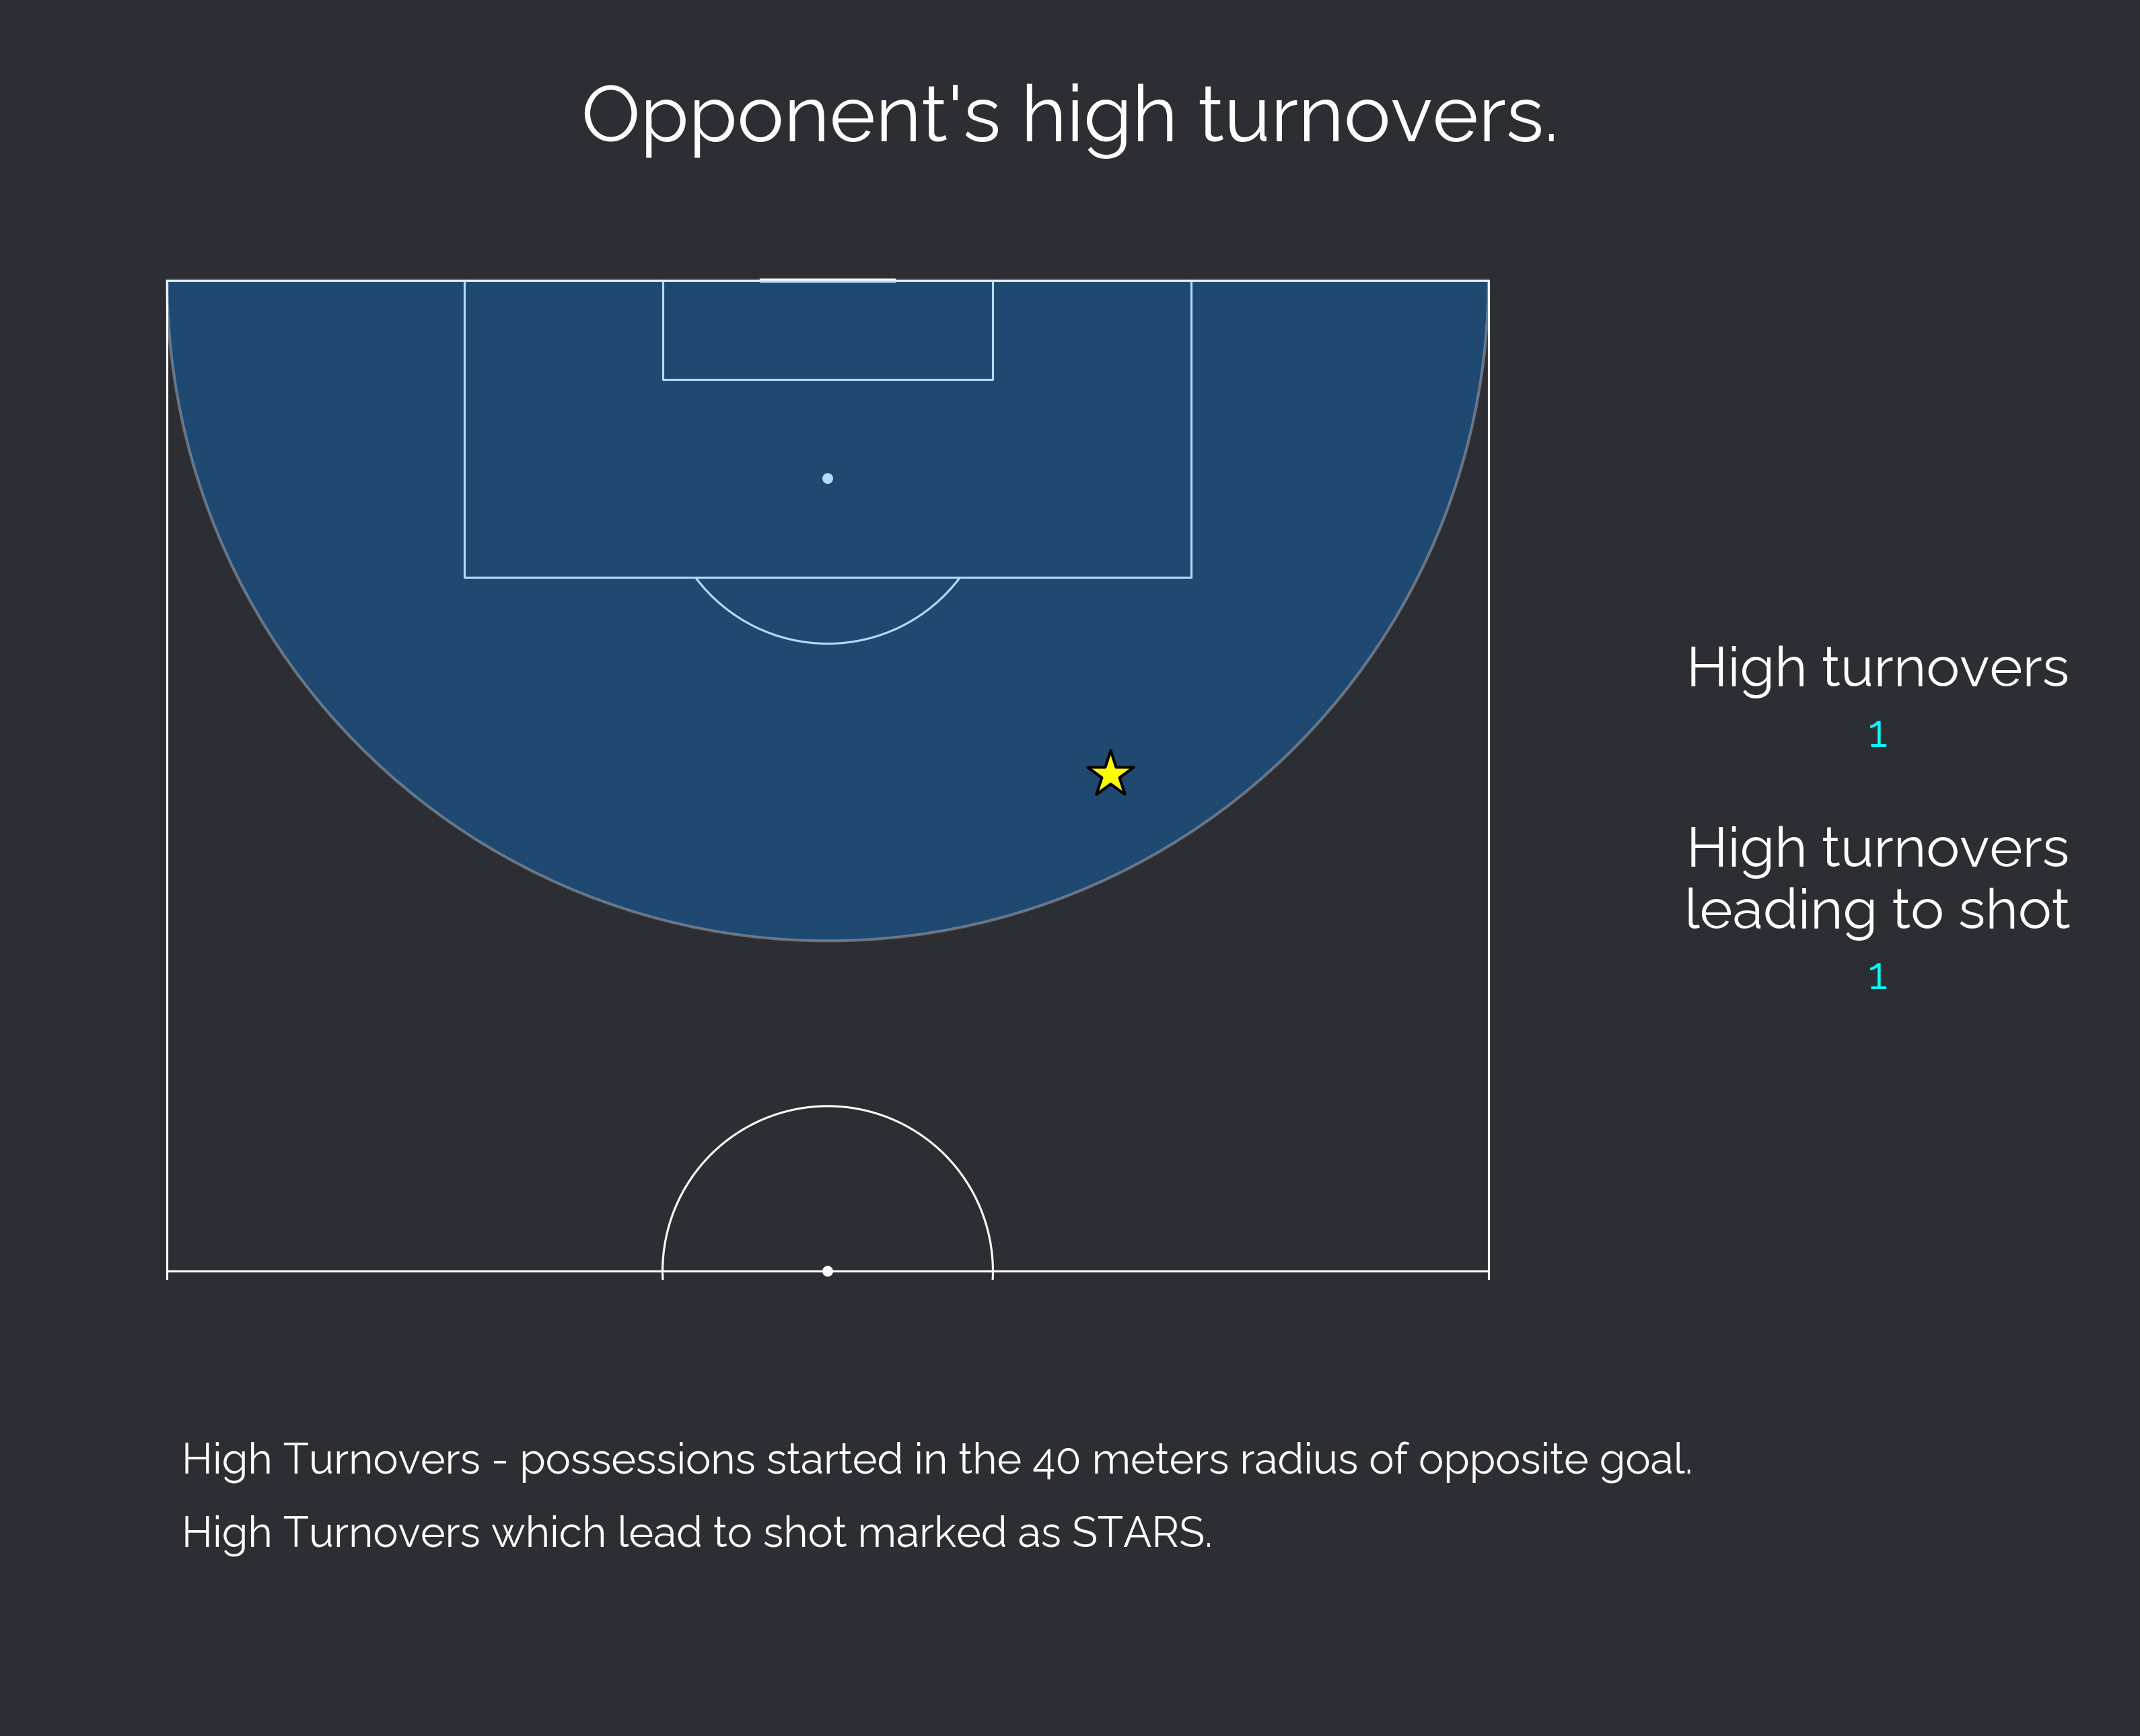 Opponent's high turnovers.
High turnovers
1
High turnovers
leading to shot
1
High Turnovers - possessions started in the 40 meters radius of opposite goal.
High Turnovers which lead to shot marked as STARS.